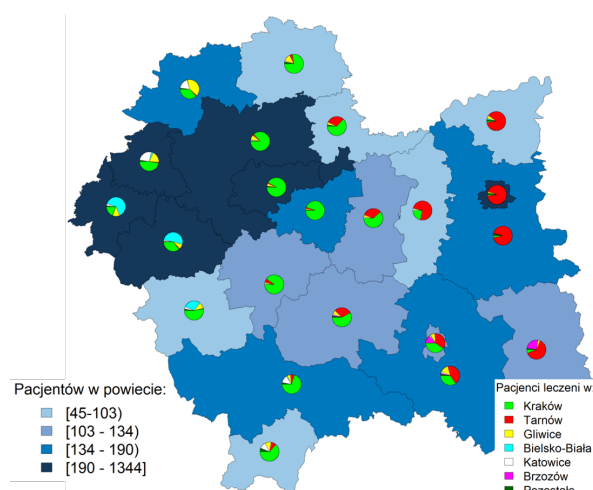 Pacjentów w powiecie:
[45-103)
[103 - 134)
[134 - 190)
[190 - 1344]
Pacjenci leczeni w:
Kraków
Tarnów
Gliwice
Bielsko-Biała
Katowice
Brzozów
Pozostałe